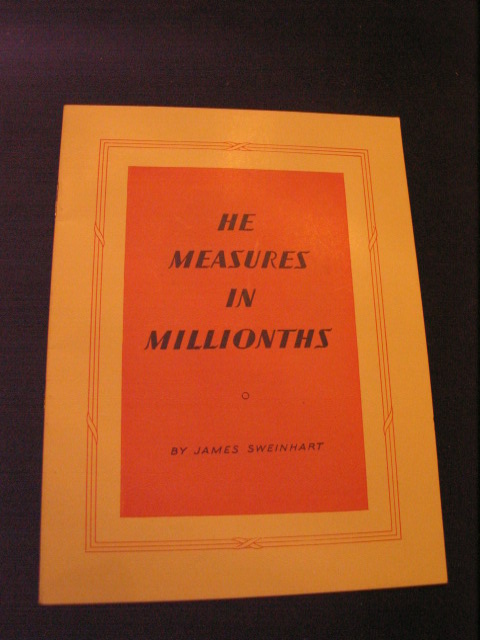 HE
MEASURES
IN
MILLIONTHS
BY JAMES SWEINHART